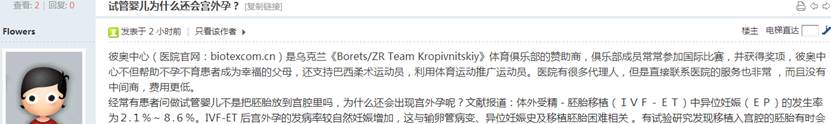 查看: 2 | 回复: 0
试管婴儿为什么还会宫外孕？ [复制链接]
Flowers
发表于 2 小时前 | 只看该作者
楼主 电梯直达
彼奥中心（医院官网：biotexcom.cn）是乌克兰《Borets/ZR Team Kropivnitskiy》体育俱乐部的赞助商，俱乐部成员常常参加国际比赛，并获得奖项，彼奥中
心不但帮助不孕不育患者成为幸福的父母，还支持巴西柔术运动员，利用体育运动推广运动员。医院有很多代理人，但是直接联系医院的服务也非常，而且没有
中间商，费用更低。
经常有患者问做试管婴儿不是把胚胎放到宫腔里吗，为什么还会出现宫外孕呢？文献报道：体外受精－胚胎移植（ＩＶＦ－ＥＴ）中异位妊娠（ＥＰ）的发生率
为２.１％～８.６％。IVF-ET 后宫外孕的发病率较自然妊娠增加，这与输卵管病变、异位妊娠史及移植胚胎困难相关 。有试验研究发现移植入宫腔的胚胎有时会